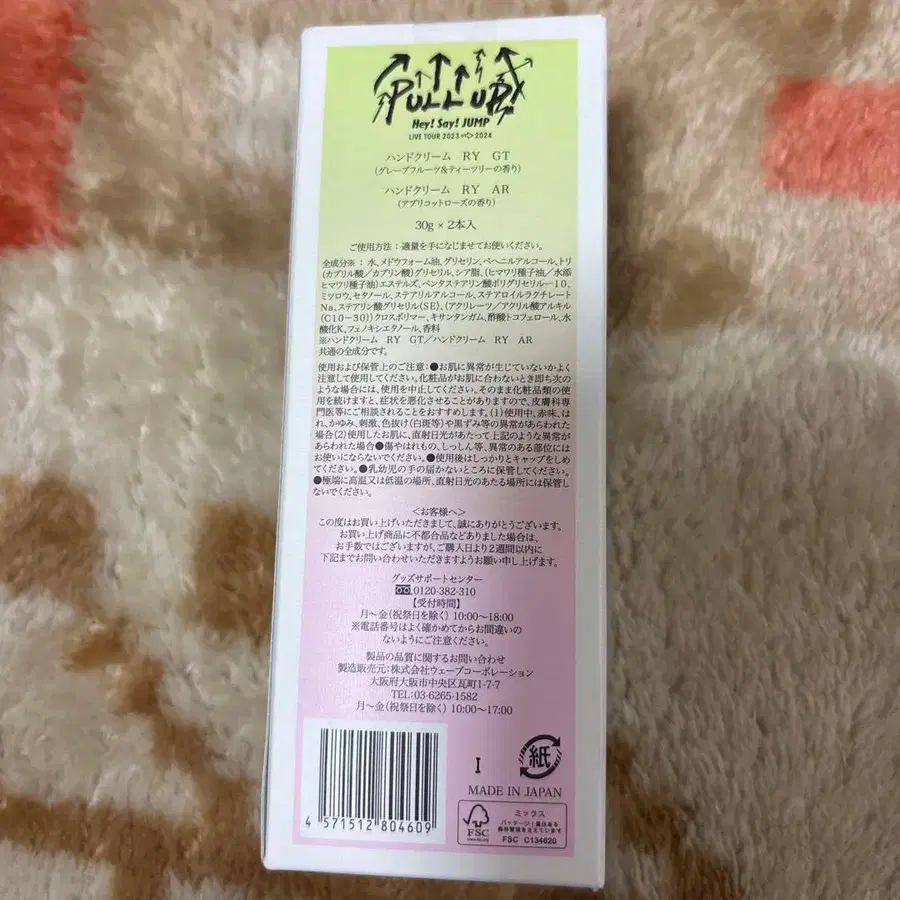 PULL UP!
Hey! Say! JUMP
LIVE TOUR 2023⇨2024
ハンドクリーム RY GT
(グレープフルーツ&ティーツリーの香り)
ハンドクリーム RY AR
(アプリコットローズの香り)
30g × 2本入
ご使用方法：適量を手になじませてお使いください。
全成分※：水、メドウフォーム油、グリセリン、ベヘニルアルコール、トリ
(カプリル酸／カプリン酸)グリセリル、シア脂、(ヒマワリ種子油／水添
ヒマワリ種子油)エステルズ、ペンタステアリン酸ポリグリセリル－10、
ミツロウ、セタノール、ステアリルアルコール、ステアロイルラクチレート
Na、ステアリン酸グリセリル(SE)、(アクリレーツ／アクリル酸アルキル
(C10－30))クロスポリマー、キサンタンガム、酢酸トコフェロール、水
酸化K、フェノキシエタノール、香料
※ハンドクリーム RY GT／ハンドクリーム RY AR
共通の全成分です。
使用および保管上のご注意：●お肌に異常が生じていないかよく
注意して使用してください。化粧品がお肌に合わないとき即ち次の
ような場合には、使用を中止してください。そのまま化粧品類の使用
を続けますと、症状を悪化させることがありますので、皮膚科専
門医等にご相談されることをおすすめします。(1)使用中、赤味、は
れ、かゆみ、刺激、色抜け(白斑等)や黒ずみ等の異常があらわれた
場合(2)使用したお肌に、直射日光があたって上記のような異常が
あらわれた場合●傷やはれもの、しっしん等、異常のある部位には
お使いにならないでください。●使用後はしっかりとキャップをしめ
てください。●乳幼児の手の届かないところに保管してください。
●極端に高温又は低温の場所、直射日光のあたる場所には保管し
ないでください。
＜お客様へ＞
この度はお買い上げいただきまして、誠にありがとうございます。
お買い上げ商品に不都合品などありました場合は、
お手数ではございますが、ご購入日より2週間以内に
下記までお問い合わせいただきますようお願い申し上げます。
グッズサポートセンター
0120-382-310
【受付時間】
月～金(祝祭日を除く) 10:00～18:00
※電話番号はよく確かめてからお間違いの
ないようにご注意ください。
製品の品質に関するお問い合わせ
製造販売元：株式会社ウェーブコーポレーション
大阪府大阪市中央区瓦町1-7-7
TEL：03-6265-1582
月～金(祝祭日を除く) 10:00～17:00
4 571512 804609
I
紙
MADE IN JAPAN
FSC
www.fsc.org
ミックス
パッケージ｜責任ある
森林管理を支えています
FSC C134620